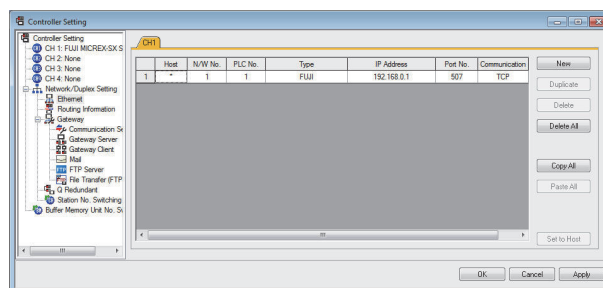 Controller Setting
Controller Setting
CH 1: FUJI MICREX-SX S
CH 2: None
CH 3: None
CH 4: None
Network/Duplex Setting
Ethernet
Routing Information
Gateway
Communication Se
Gateway Server
Gateway Client
Mail
FTP Server
File Transfer (FTP
Q Redundant
Station No. Switching
Buffer Memory Unit No. S
CH1
Host N/W No. PLC No. Type IP Address Port No. Communication
1 * 1 1 FUJI 192.168.0.1 507 TCP
New
Duplicate
Delete
Delete All
Copy All
Paste All
Set to Host
OK Cancel Apply